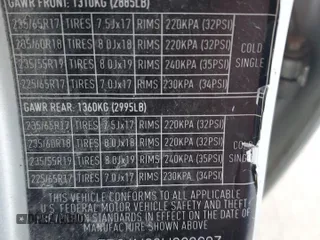 GAWR FRONT: 1310KG (2885LB)
235/65R17 TIRES 7.5Jx17 RIMS 220KPA (32PSI)
235/60R18 TIRES 8.0Jx18 RIMS 220KPA (32PSI) COLD
235/55R19 TIRES 8.0Jx19 RIMS 240KPA (35PSI) SINGLE
225/65R17 TIRES 7.0Jx17 RIMS 230KPA (34PSI)
GAWR REAR: 1360KG (2995LB)
235/65R17 TIRES 7.5Jx17 RIMS 220KPA (32PSI)
235/60R18 TIRES 8.0Jx18 RIMS 220KPA (32PSI) COLD
235/55R19 TIRES 8.0Jx19 RIMS 240KPA (35PSI) SINGLE
225/65R17 TIRES 7.0Jx17 RIMS 230KPA (34PSI)
THIS VEHICLE CONFORMS TO ALL APPLICABLE
U.S. FEDERAL MOTOR VEHICLE SAFETY AND THEFT
STANDARDS IN EFFECT ON THE DATE OF
MANUFACTURE SHOWN ABOVE.